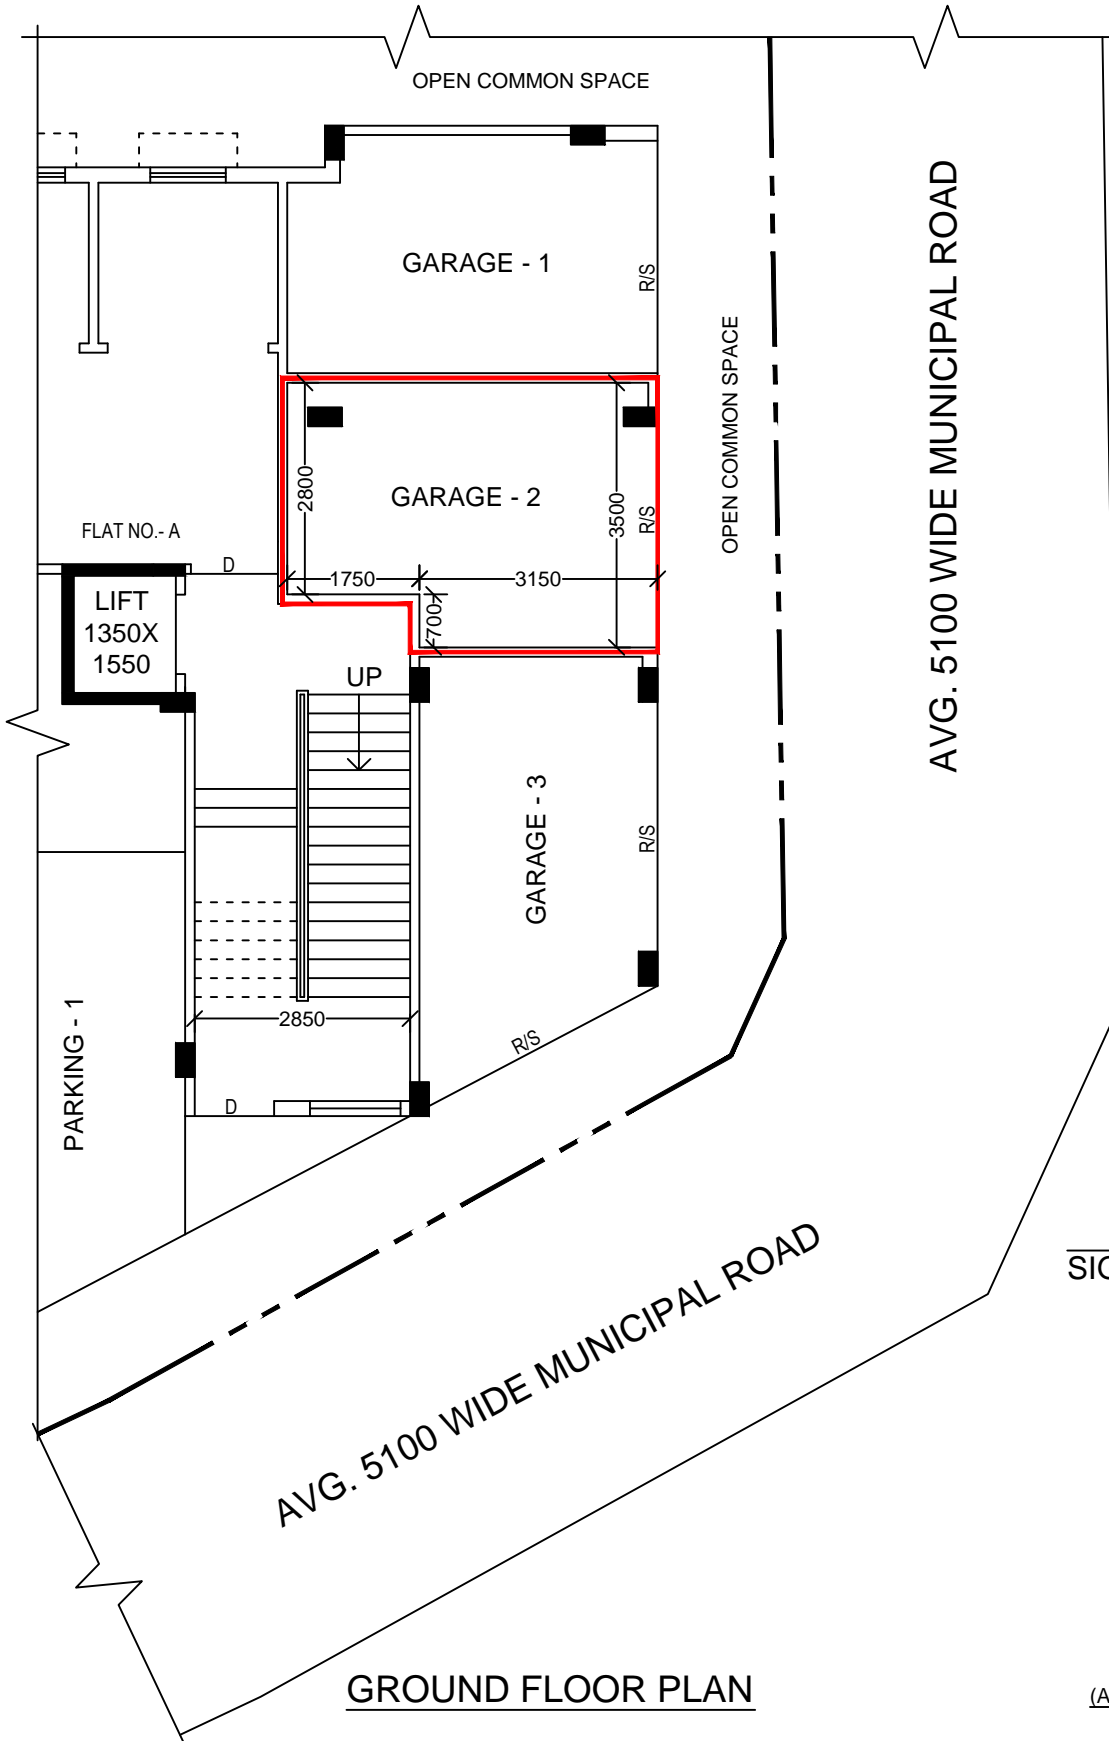 OPEN COMMON SPACE
GARAGE - 1
R/S
AVG. 5100 WIDE MUNICIPAL ROAD
OPEN COMMON SPACE
2800
GARAGE - 2
3500
R/S
FLAT NO.- A
D
1750
3150
LIFT
1350X
1550
700
UP
GARAGE - 3
R/S
PARKING - 1
2850
R/S
D
AVG. 5100 WIDE MUNICIPAL ROAD
GROUND FLOOR PLAN